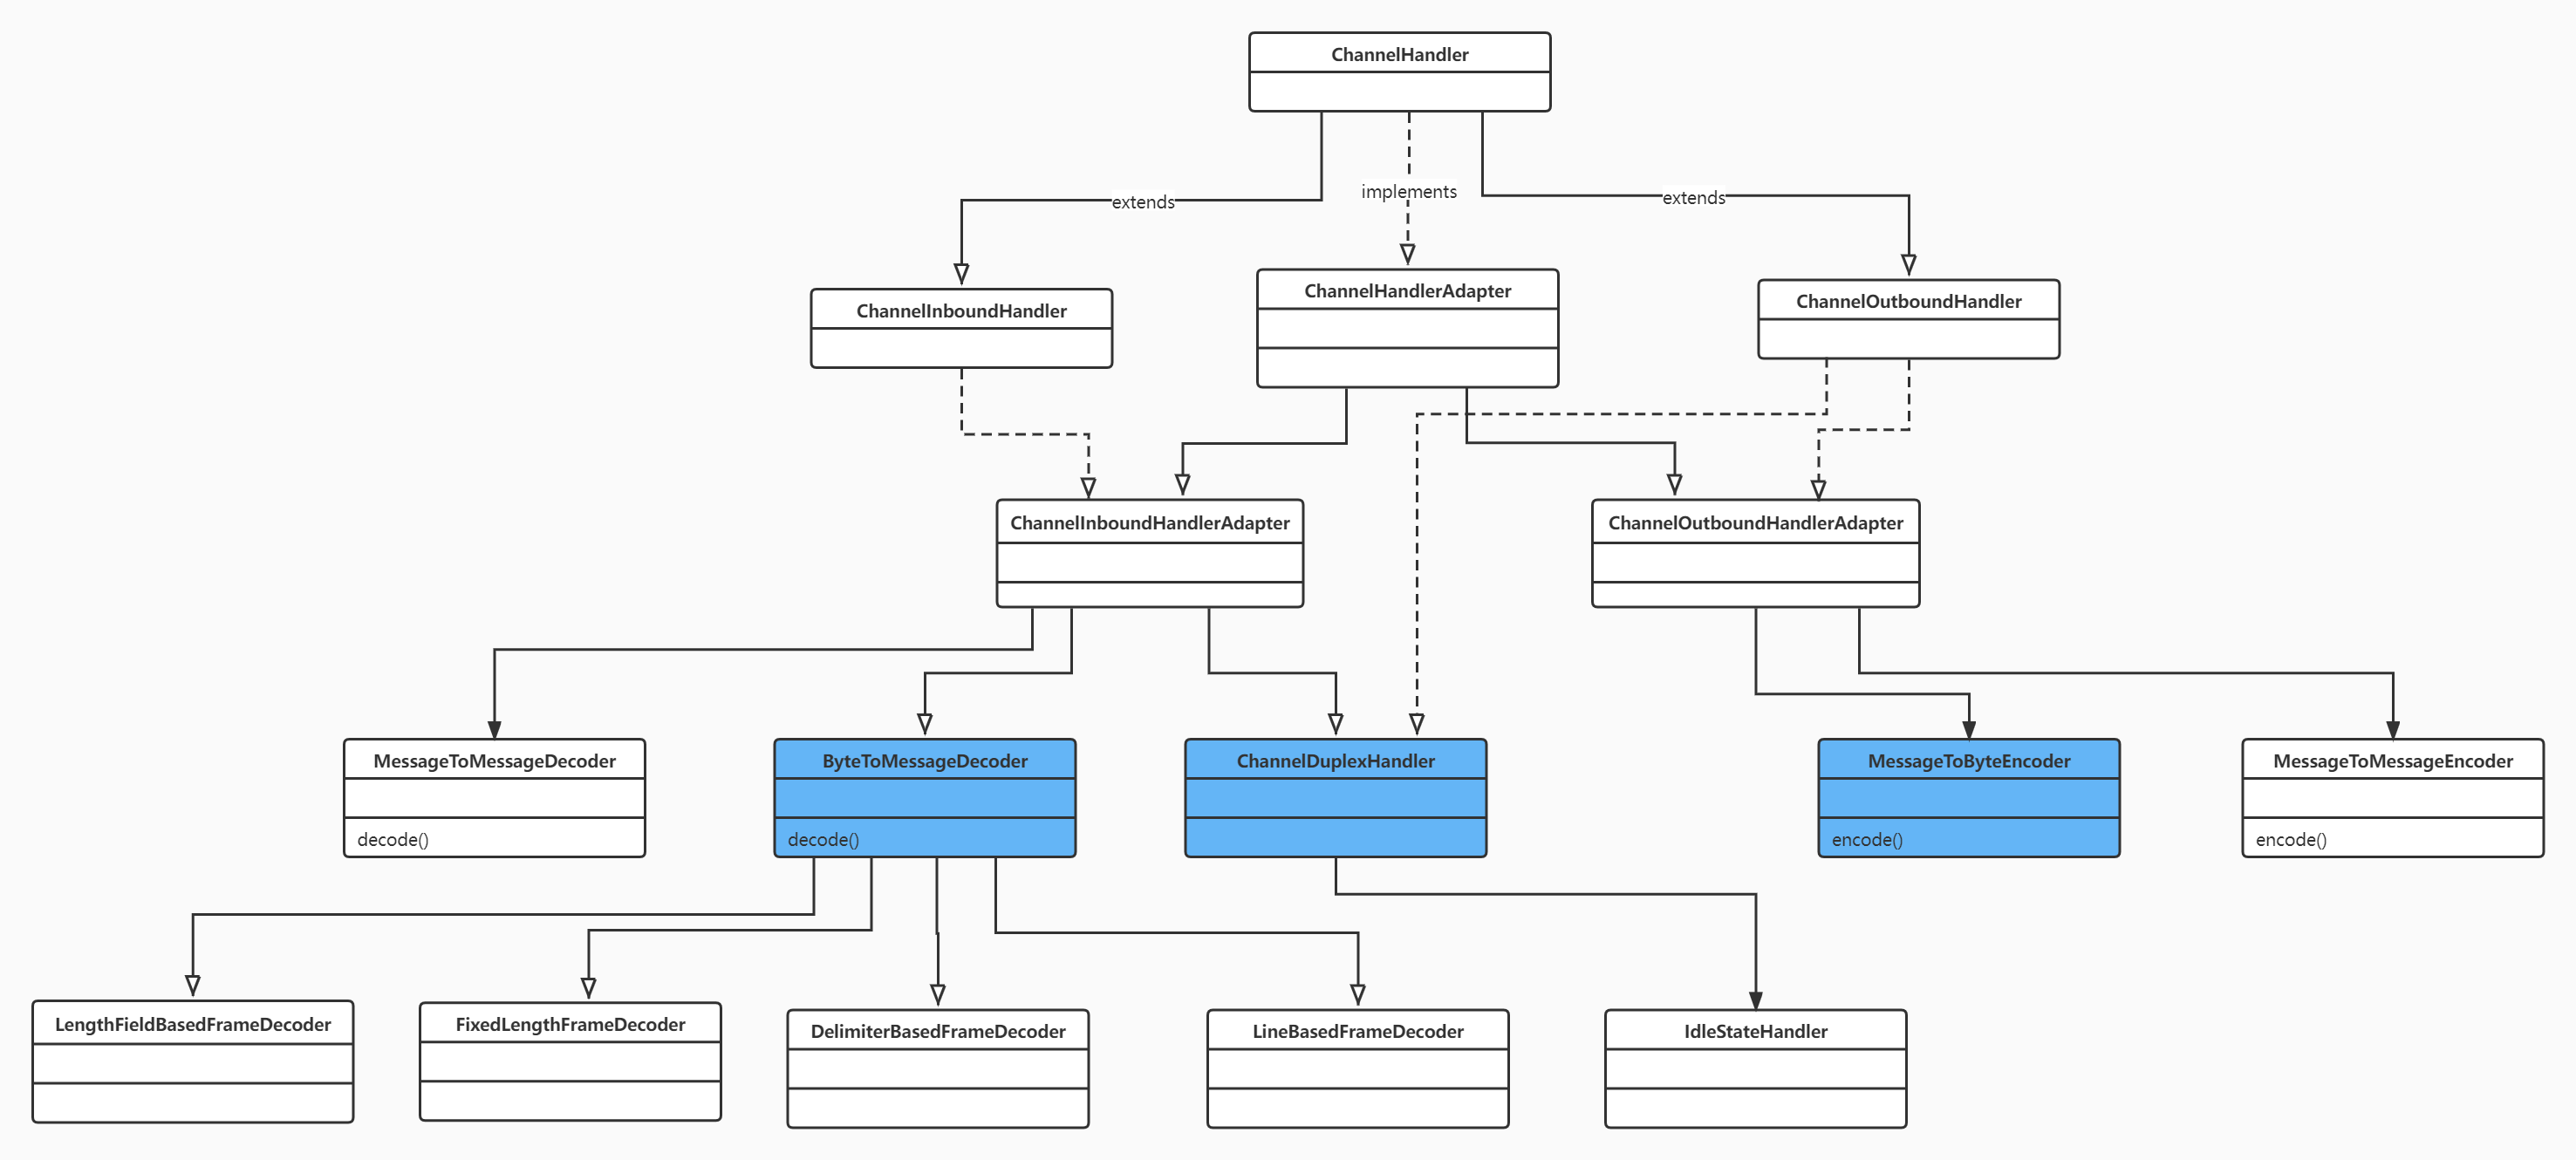 ChannelHandler
extends
implements
extends
ChannelInboundHandler
ChannelHandlerAdapter
ChannelOutboundHandler
ChannelInboundHandlerAdapter
ChannelOutboundHandlerAdapter
MessageToMessageDecoder
decode()
ByteToMessageDecoder
decode()
ChannelDuplexHandler
MessageToByteEncoder
encode()
MessageToMessageEncoder
encode()
LengthFieldBasedFrameDecoder
FixedLengthFrameDecoder
DelimiterBasedFrameDecoder
LineBasedFrameDecoder
IdleStateHandler